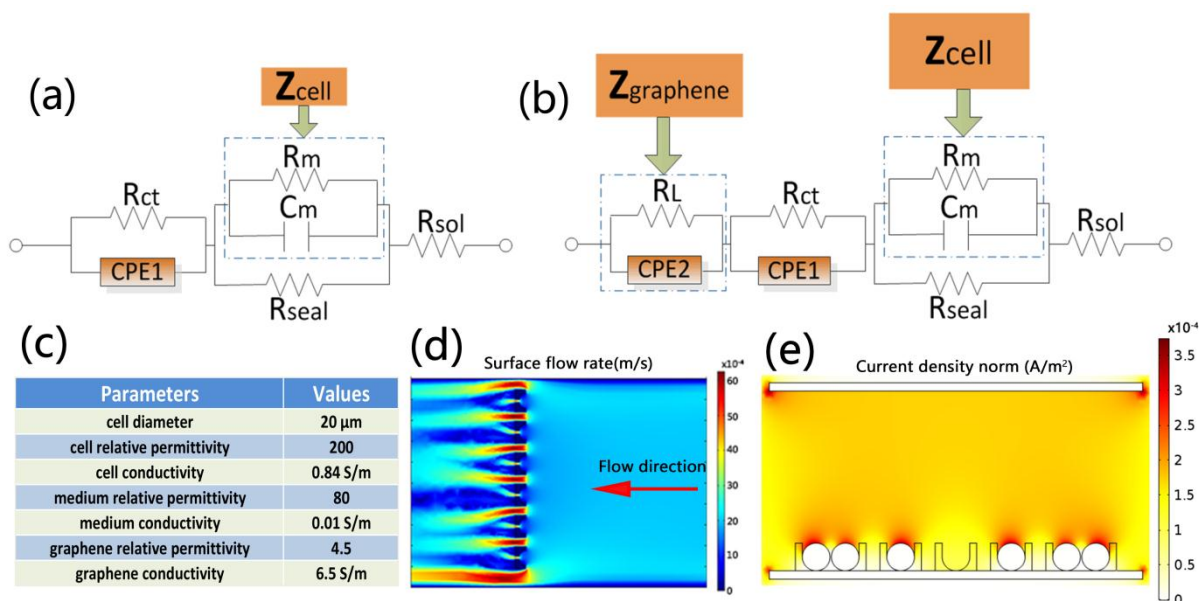 (a)
Zcell
Rm
Cm
Rct
CPE1
Rseal
Rsol
(b)
Zgraphene
Zcell
RL
CPE2
Rct
CPE1
Rm
Cm
Rseal
Rsol
(c)
Parameters Values
cell diameter 20 μm
cell relative permittivity 200
cell conductivity 0.84 S/m
medium relative permittivity 80
medium conductivity 0.01 S/m
graphene relative permittivity 4.5
graphene conductivity 6.5 S/m
(d)
Surface flow rate(m/s)
Flow direction
60
50
40
30
20
10
0
(e)
Current density norm (A/m²)
x10⁻⁴
3.5
3
2.5
2
1.5
1
0.5
0